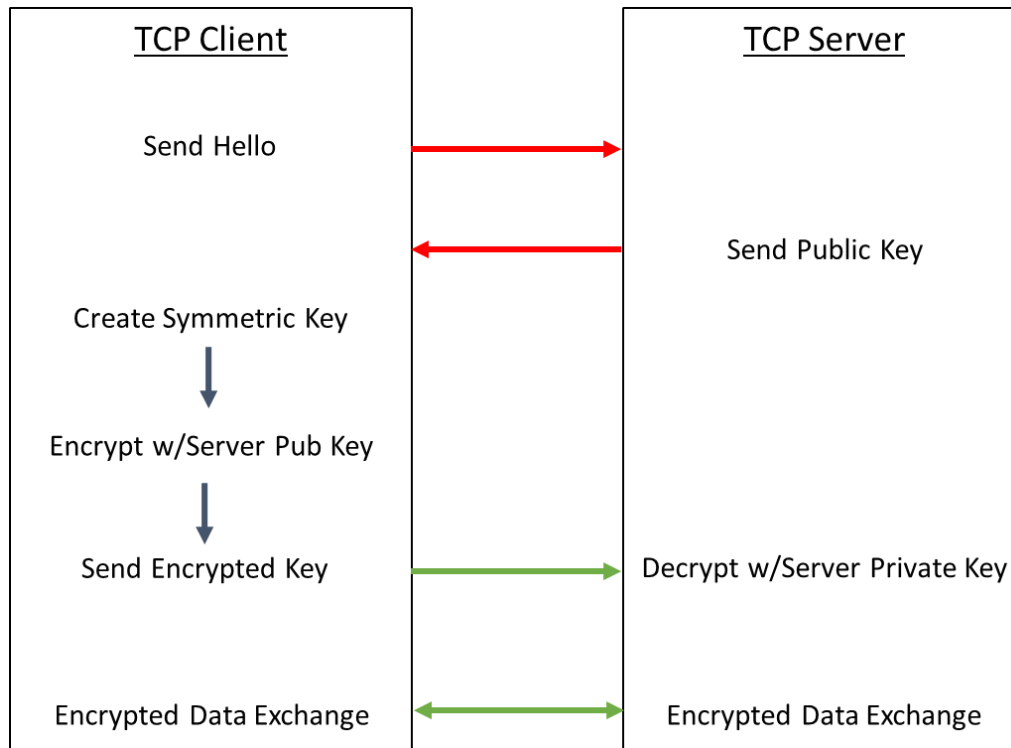 TCP Client
TCP Server
Send Hello
Send Public Key
Create Symmetric Key
Encrypt w/Server Pub Key
Send Encrypted Key
Decrypt w/Server Private Key
Encrypted Data Exchange
Encrypted Data Exchange